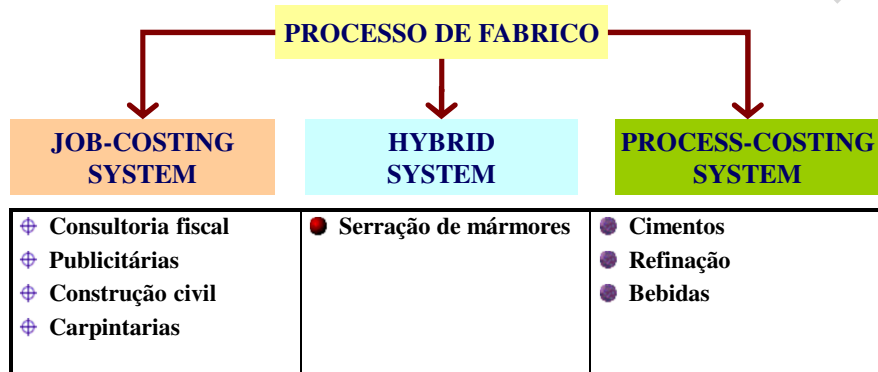 PROCESSO DE FABRICO
JOB-COSTING
SYSTEM
HYBRID
SYSTEM
PROCESS-COSTING
SYSTEM
Consultoria fiscal
Publicitárias
Construção civil
Carpintarias
Serração de mármores
Cimentos
Refinação
Bebidas